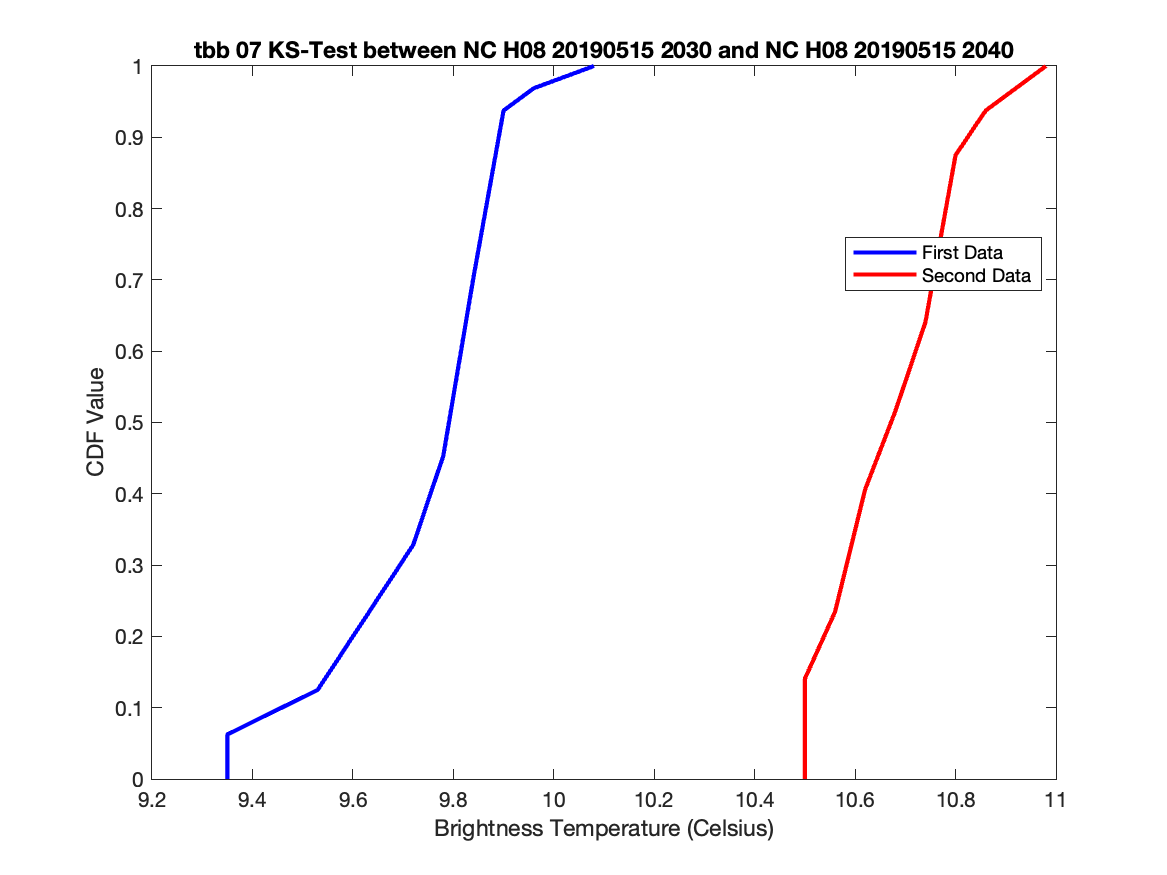 tbb 07 KS-Test between NC H08 20190515 2030 and NC H08 20190515 2040
1
0.9
0.8
0.7
0.6
0.5
0.4
0.3
0.2
0.1
0
CDF Value
First Data
Second Data
9.2 9.4 9.6 9.8 10 10.2 10.4 10.6 10.8 11
Brightness Temperature (Celsius)